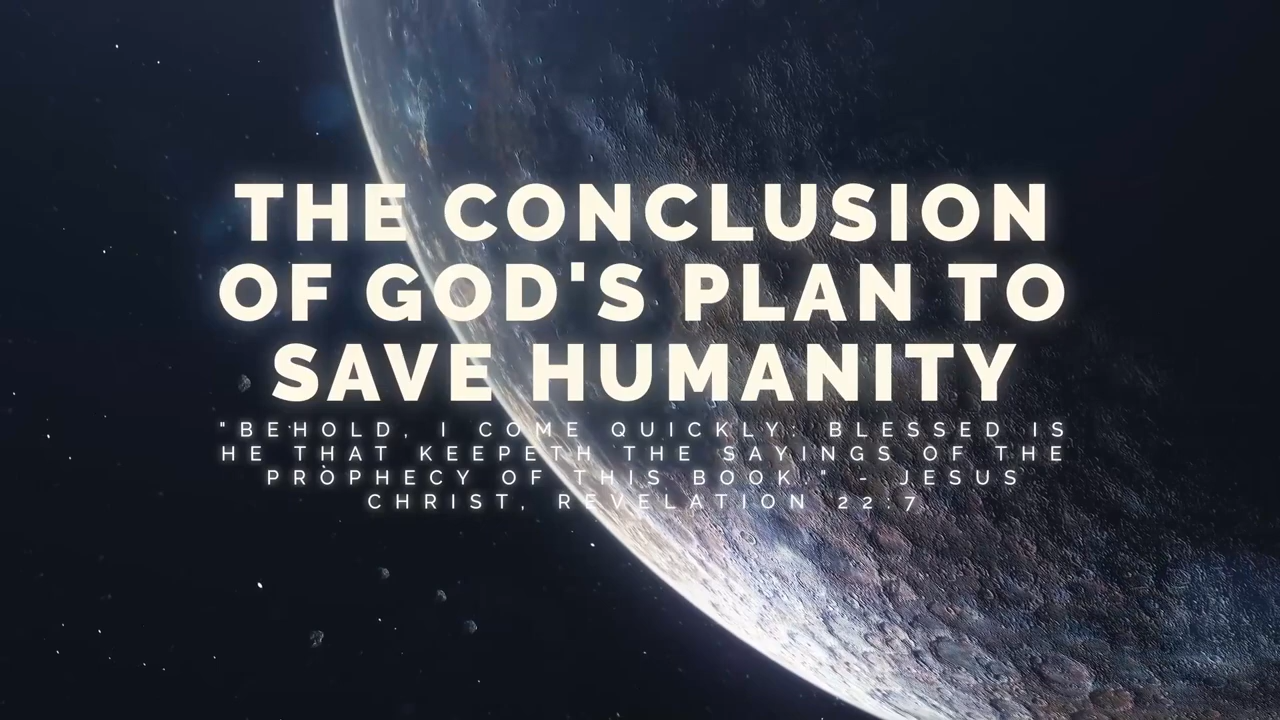 THE CONCLUSION
OF GOD'S PLAN TO
SAVE HUMANITY
"BEHOLD, I COME QUICKLY: BLESSED IS
HE THAT KEEPETH THE SAYINGS OF THE
PROPHECY OF THIS BOOK." - JESUS
CHRIST, REVELATION 22:7